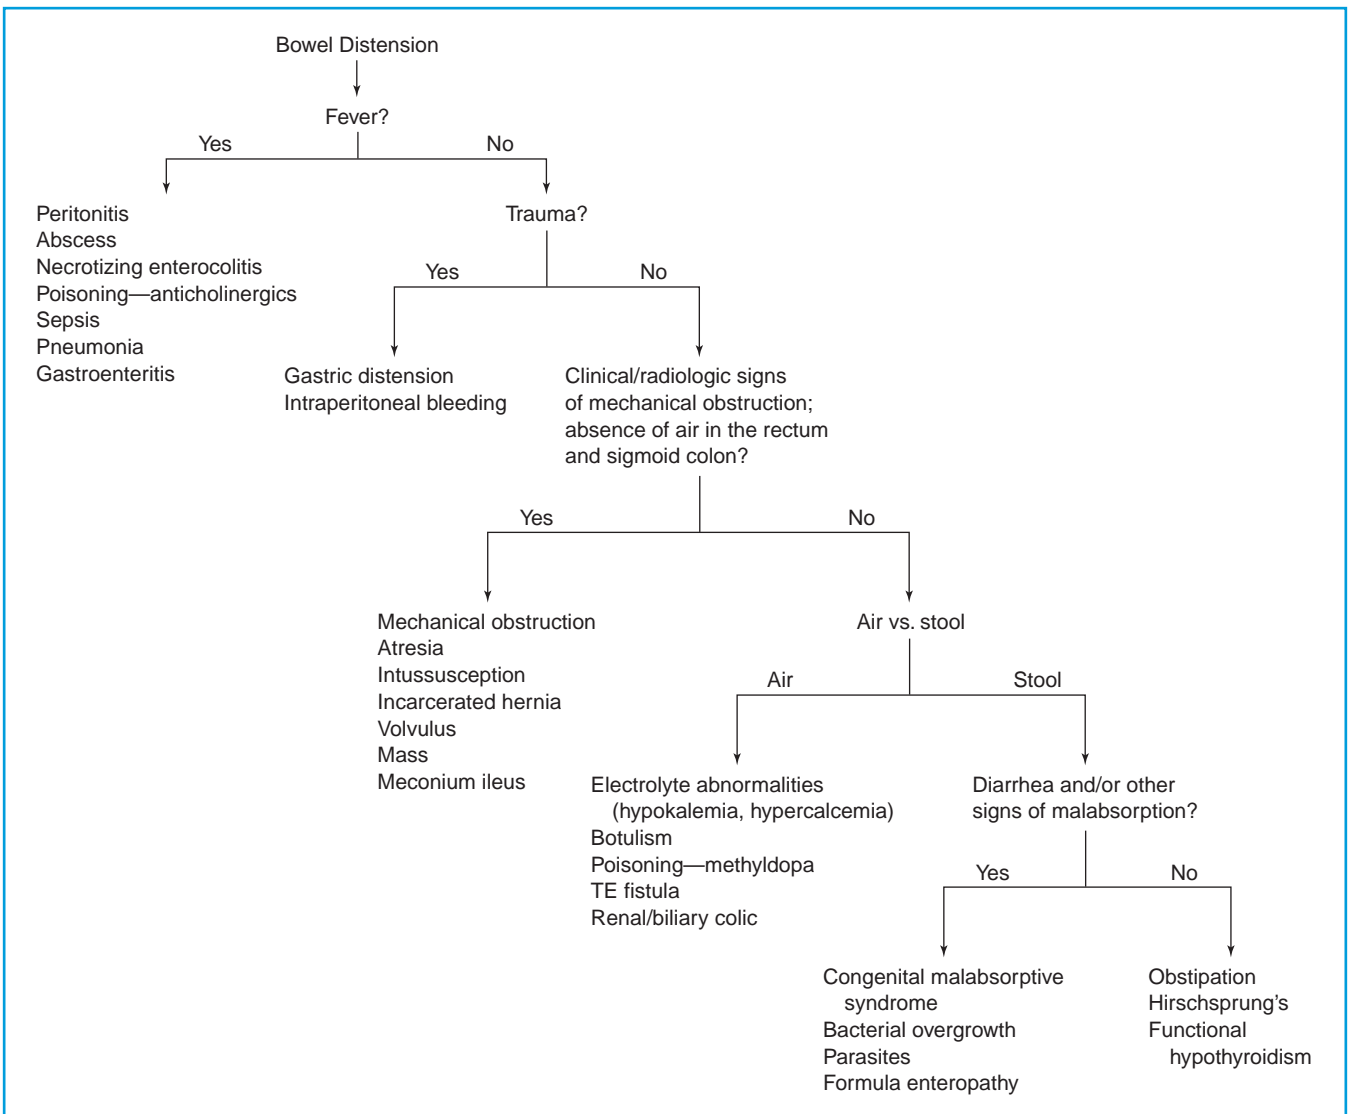 Bowel Distension
Fever?
Yes
No
Peritonitis
Abscess
Necrotizing enterocolitis
Poisoning—anticholinergics
Sepsis
Pneumonia
Gastroenteritis
Trauma?
Yes
No
Gastric distension
Intraperitoneal bleeding
Clinical/radiologic signs
of mechanical obstruction;
absence of air in the rectum
and sigmoid colon?
Yes
No
Mechanical obstruction
Atresia
Intussusception
Incarcerated hernia
Volvulus
Mass
Meconium ileus
Air vs. stool
Air
Stool
Electrolyte abnormalities
(hypokalemia, hypercalcemia)
Botulism
Poisoning—methyldopa
TE fistula
Renal/biliary colic
Diarrhea and/or other
signs of malabsorption?
Yes
No
Congenital malabsorptive
syndrome
Bacterial overgrowth
Parasites
Formula enteropathy
Obstipation
Hirschsprung’s
Functional
hypothyroidism